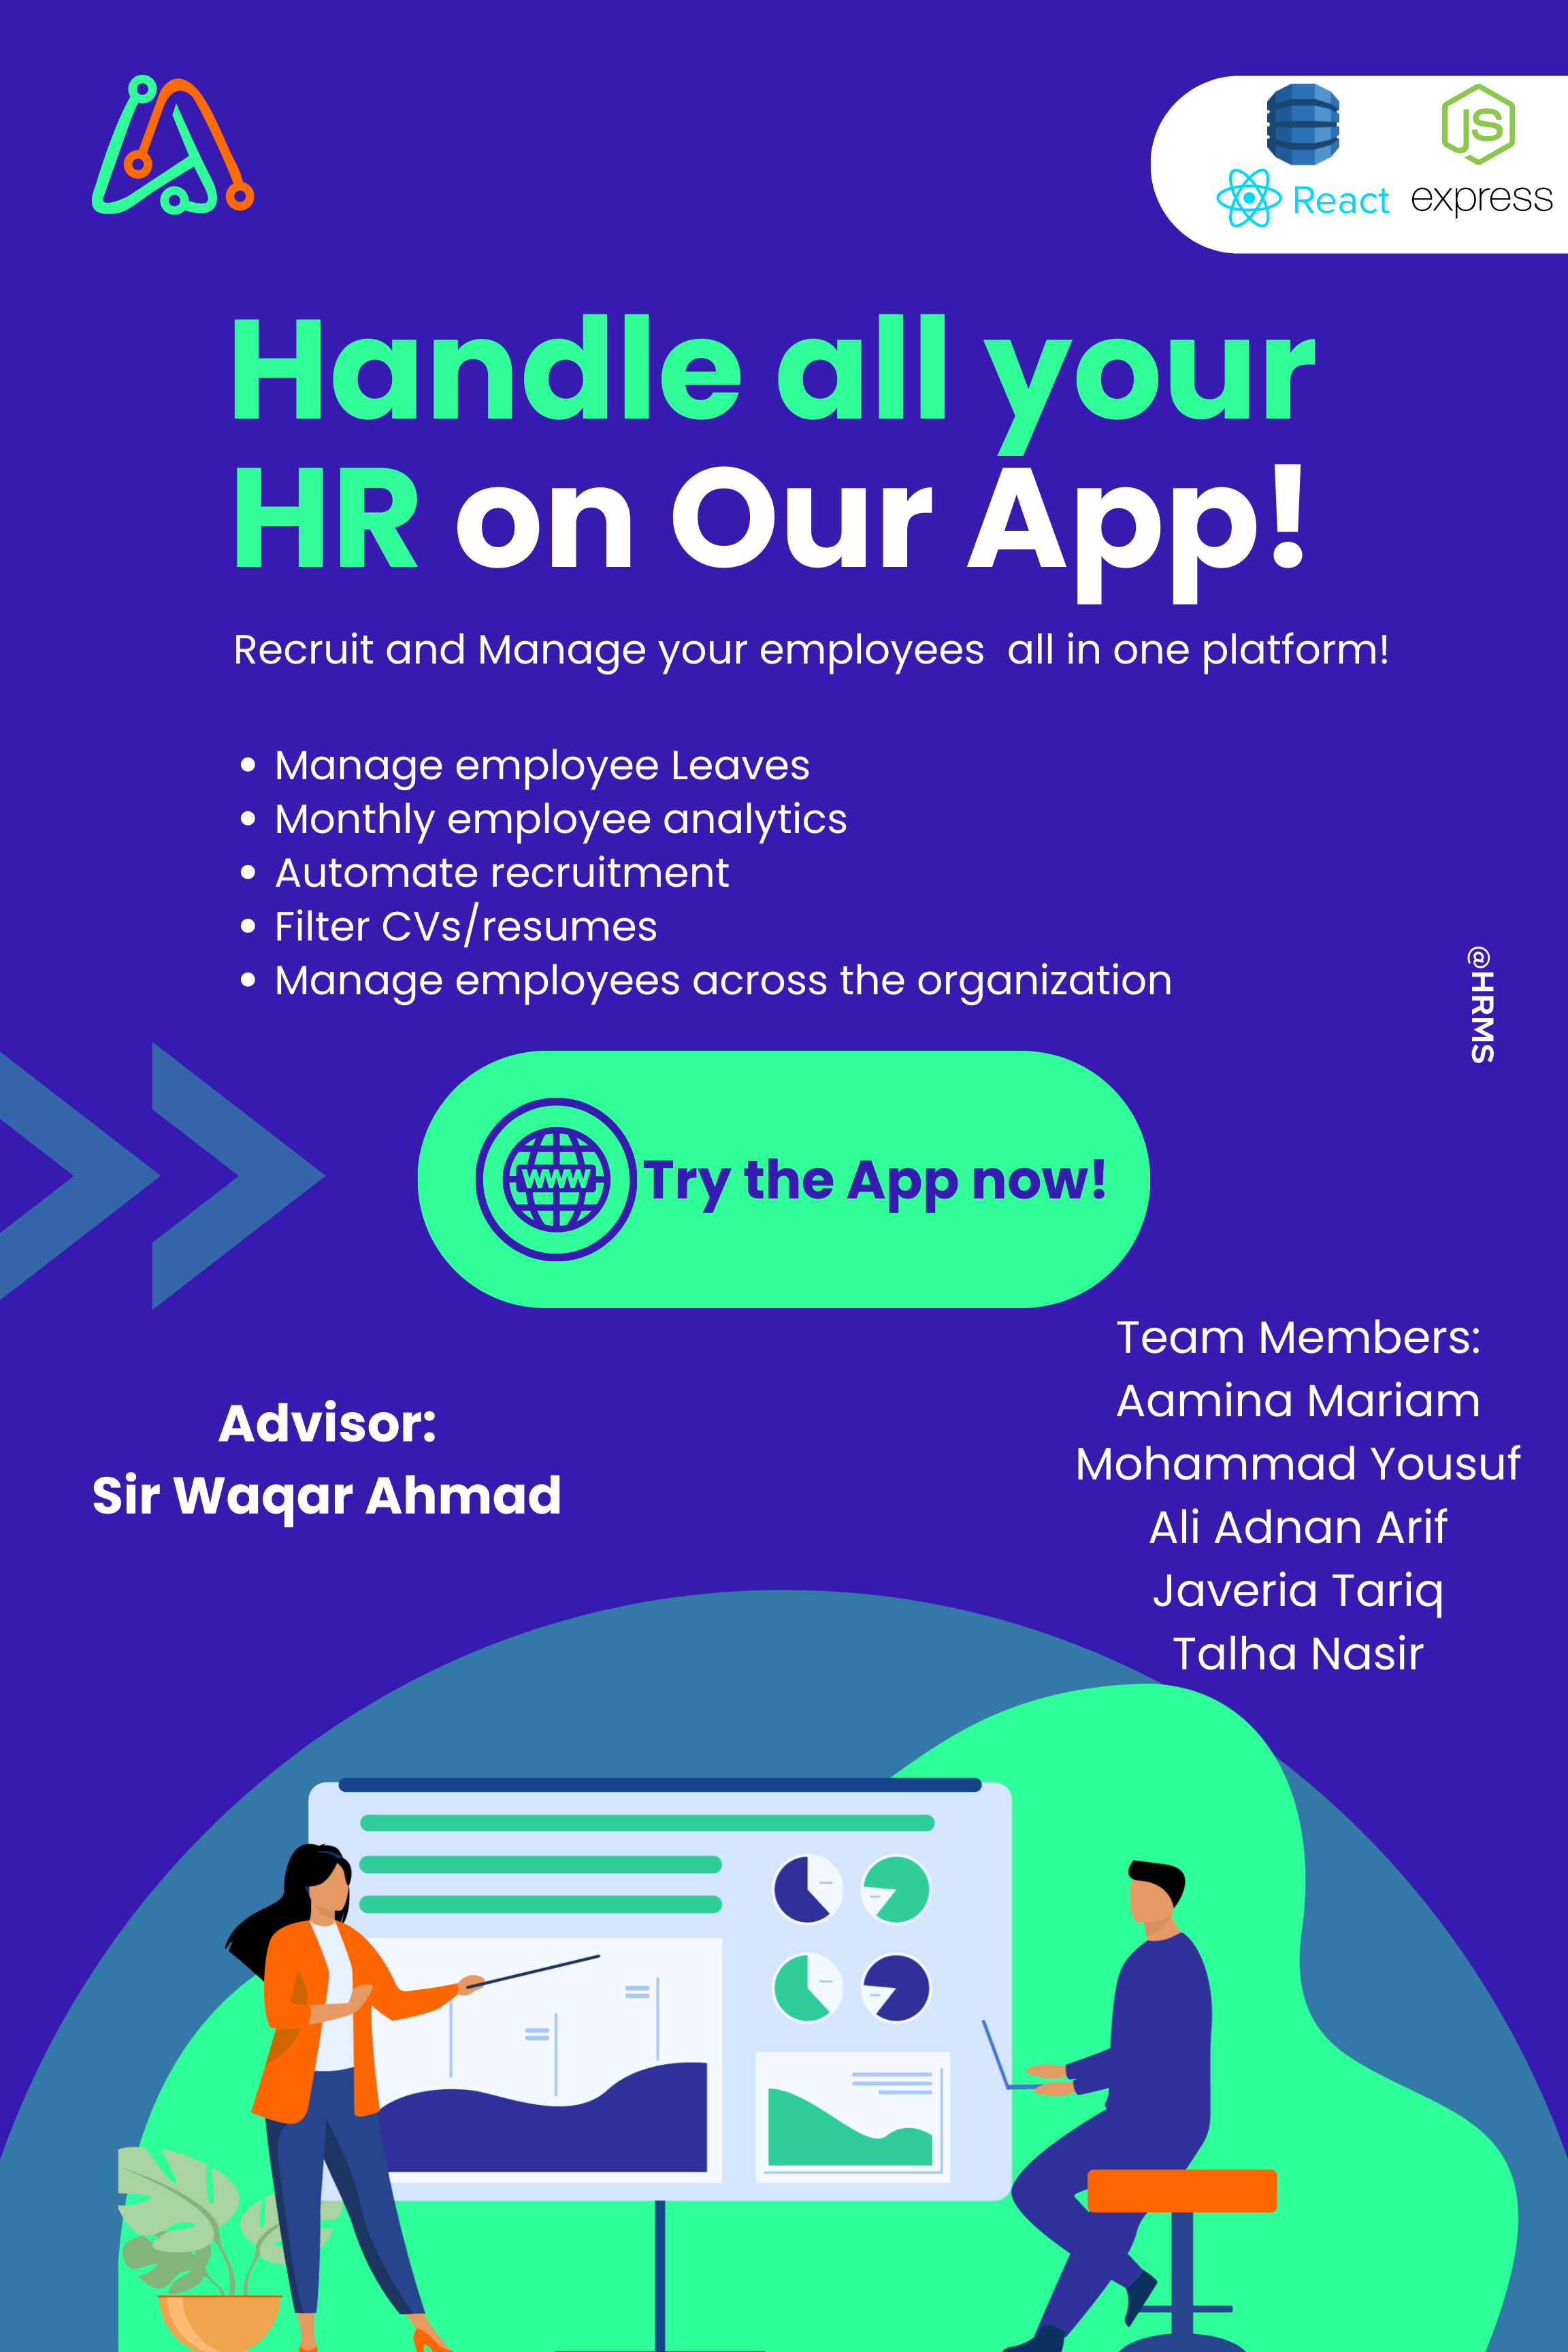 JS
React
express
Handle all your
HR on Our App!
Recruit and Manage your employees  all in one platform!
• Manage employee Leaves
• Monthly employee analytics
• Automate recruitment
• Filter CVs/resumes
• Manage employees across the organization
@HRMS
WWW
Try the App now!
Advisor:
Sir Waqar Ahmad
Team Members:
Aamina Mariam
Mohammad Yousuf
Ali Adnan Arif
Javeria Tariq
Talha Nasir